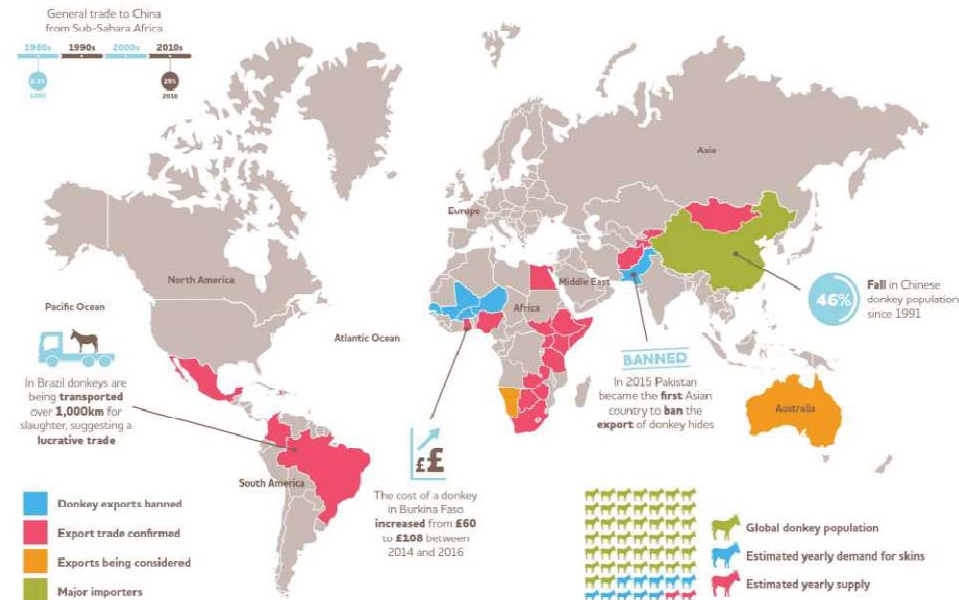 General trade to China
from Sub-Sahara Africa
1980s 1990s 2000s 2010s
25%
2016
Asia
Europe
North America
Middle East
Pacific Ocean
Africa
Atlantic Ocean
46%
Fall in Chinese
donkey population
since 1991
In Brazil donkeys are
being transported
over 1,000km for
slaughter, suggesting a
lucrative trade
BANNED
In 2015 Pakistan
became the first Asian
country to ban the
export of donkey hides
Australia
££
South America
The cost of a donkey
in Burkina Faso
increased from £60
to £108 between
2014 and 2016
Donkey exports banned
Export trade confirmed
Exports being considered
Major importers
Global donkey population
Estimated yearly demand for skins
Estimated yearly supply